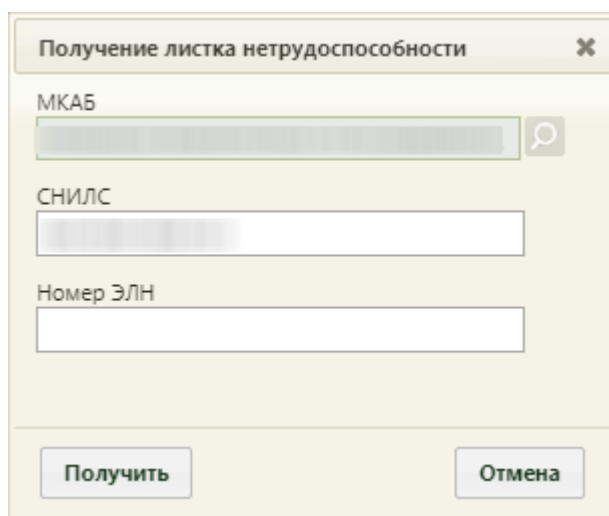 Получение листка нетрудоспособности
МКАБ
СНИЛС
Номер ЭЛН
Получить
Отмена